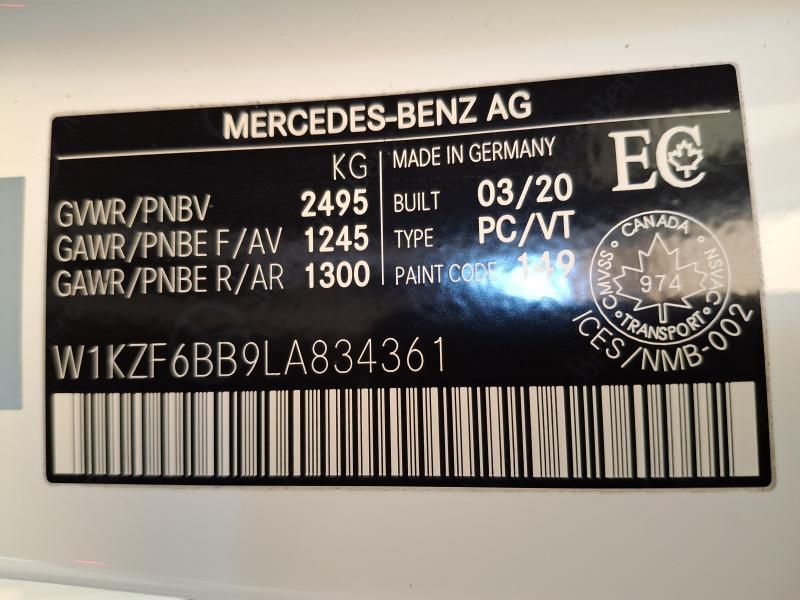 MERCEDES-BENZ AG
KG
GVWR/PNBV 2495
GAWR/PNBE F/AV 1245
GAWR/PNBE R/AR 1300
MADE IN GERMANY
BUILT 03/20
TYPE PC/VT
PAINT CODE 149
EC
CANADA
CMVSS 974 NSVAC
TRANSPORT
ICES/NMB-002
W1KZF6BB9LA834361